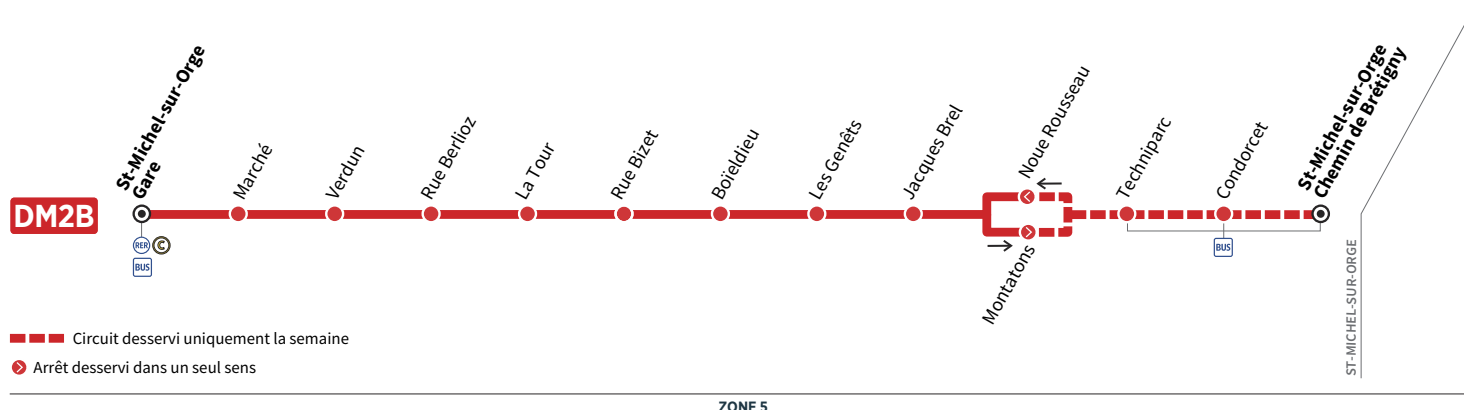 DM2B
St-Michel-sur-Orge
Gare
RER C
BUS
Marché
Verdun
Rue Berlioz
La Tour
Rue Bizet
Boïeldieu
Les Genêts
Jacques Brel
Noue Rousseau
Montatons
Techniparc
Condorcet
BUS
St-Michel-sur-Orge
Chemin de Brétigny
ST-MICHEL-SUR-ORGE
Circuit desservi uniquement la semaine
Arrêt desservi dans un seul sens
ZONE 5